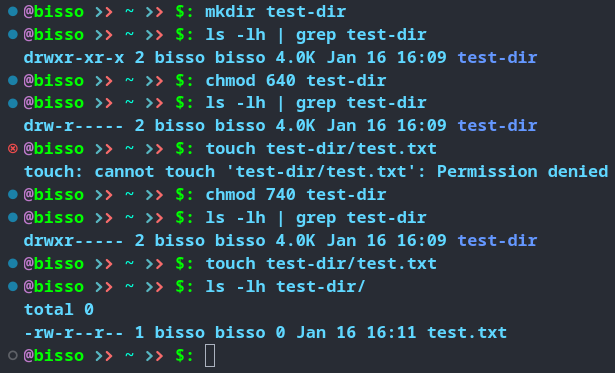 @bisso >> ~ >> $: mkdir test-dir
@bisso >> ~ >> $: ls -lh | grep test-dir
drwxr-xr-x 2 bisso bisso 4.0K Jan 16 16:09 test-dir
@bisso >> ~ >> $: chmod 640 test-dir
@bisso >> ~ >> $: ls -lh | grep test-dir
drw-r----- 2 bisso bisso 4.0K Jan 16 16:09 test-dir
@bisso >> ~ >> $: touch test-dir/test.txt
touch: cannot touch 'test-dir/test.txt': Permission denied
@bisso >> ~ >> $: chmod 740 test-dir
@bisso >> ~ >> $: ls -lh | grep test-dir
drwxr----- 2 bisso bisso 4.0K Jan 16 16:09 test-dir
@bisso >> ~ >> $: touch test-dir/test.txt
@bisso >> ~ >> $: ls -lh test-dir/
total 0
-rw-r--r-- 1 bisso bisso 0 Jan 16 16:11 test.txt
@bisso >> ~ >> $: